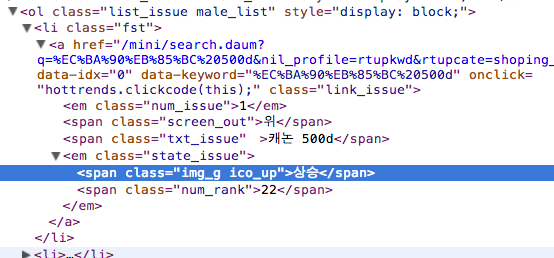 ▼<ol class="list_issue male_list" style="display: block;">
▼<li class="fst">
▼<a href="/mini/search.daum?
q=%EC%BA%90%EB%85%BC%20500d&nil_profile=rtupkwd&rtupcate=shoping_
data-idx="0" data-keyword="%EC%BA%90%EB%85%BC%20500d" onclick=
"hottrends.clickcode(this);" class="link_issue">
<em class="num_issue">1</em>
<span class="screen_out">위</span>
<span class="txt_issue" >캐논 500d</span>
▼<em class="state_issue">
<span class="img_g ico_up">상승</span>
<span class="num_rank">22</span>
</em>
</a>
</li>
▶<li>…</li>